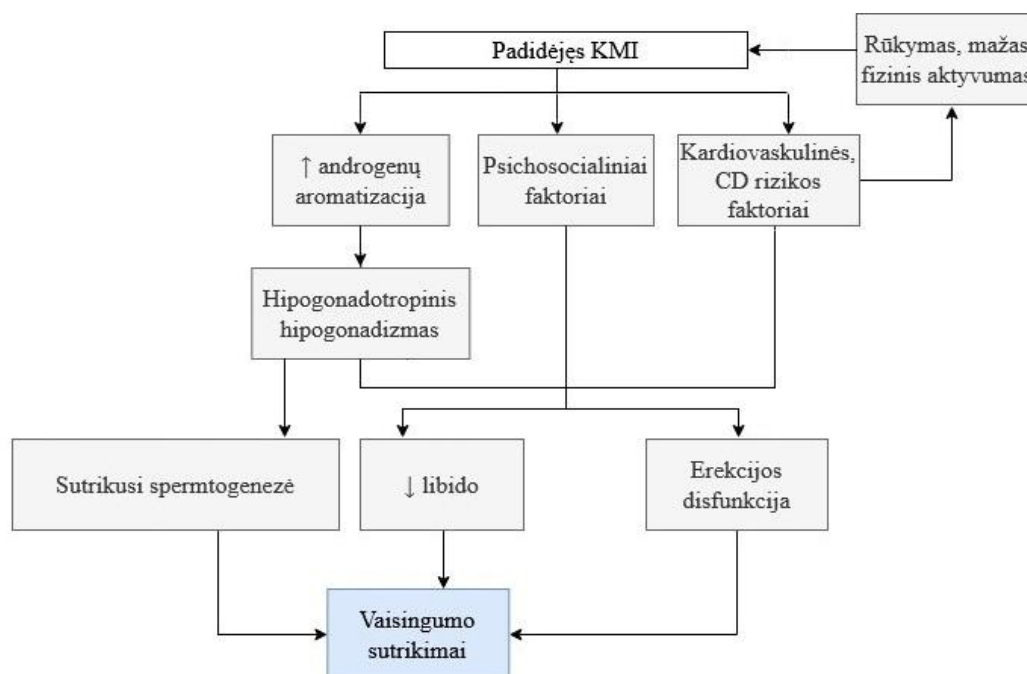 Padidėjęs KMI
Rūkymas, mažas
fizinis aktyvumas
↑ androgenų
aromatizacija
Psichosocialiniai
faktoriai
Kardiovaskulinės,
CD rizikos
faktoriai
Hipogonadotropinis
hipogonadizmas
Sutrikusi spermtogenezė
↓ libido
Erekcijos
disfunkcija
Vaisingumo
sutrikimai